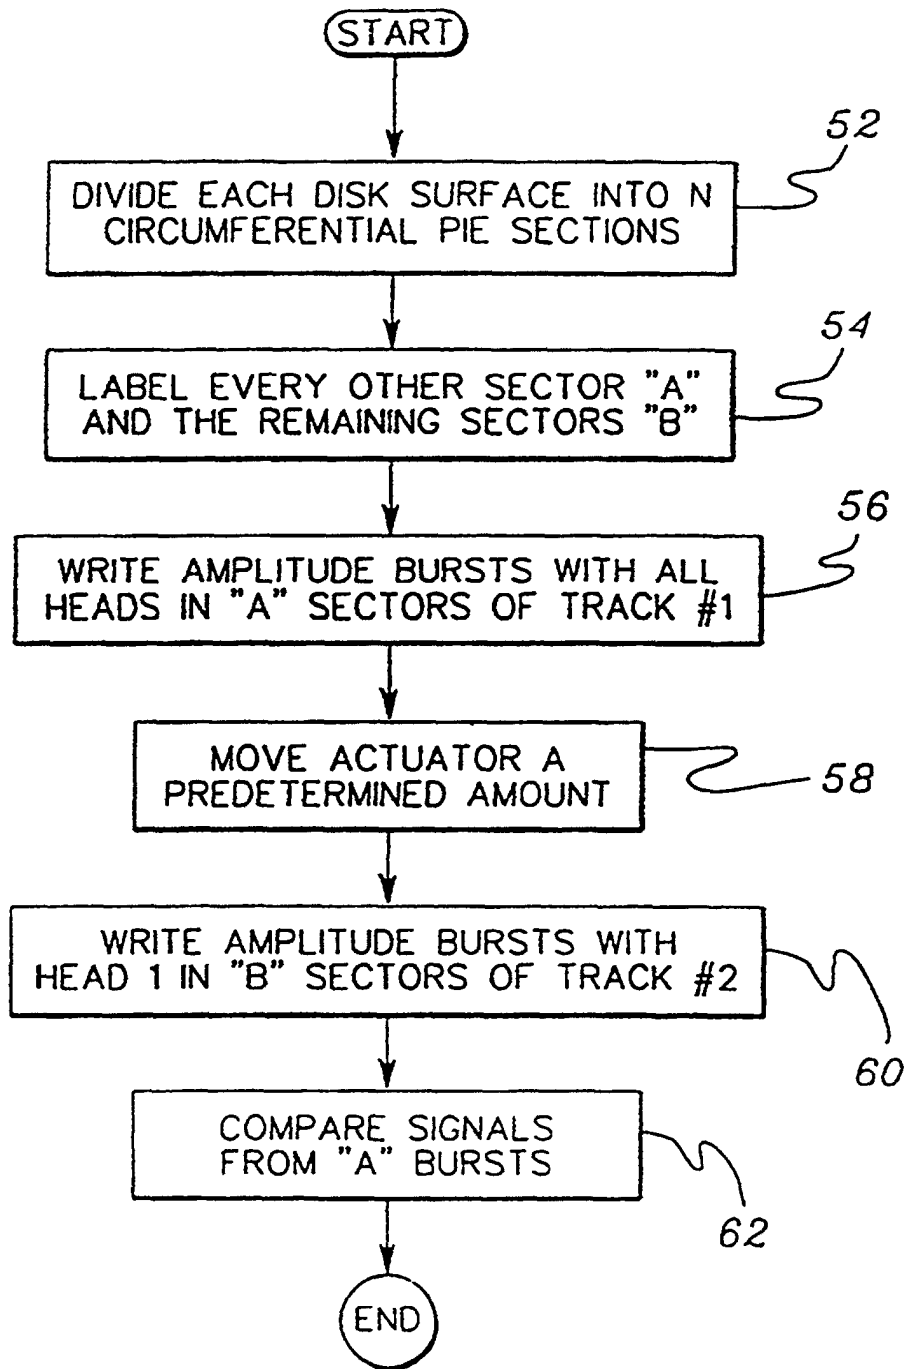 START
52
DIVIDE EACH DISK SURFACE INTO N
CIRCUMFERENTIAL PIE SECTIONS
54
LABEL EVERY OTHER SECTOR "A"
AND THE REMAINING SECTORS "B"
56
WRITE AMPLITUDE BURSTS WITH ALL
HEADS IN "A" SECTORS OF TRACK #1
MOVE ACTUATOR A
PREDETERMINED AMOUNT
58
WRITE AMPLITUDE BURSTS WITH
HEAD 1 IN "B" SECTORS OF TRACK #2
60
COMPARE SIGNALS
FROM "A" BURSTS
62
END